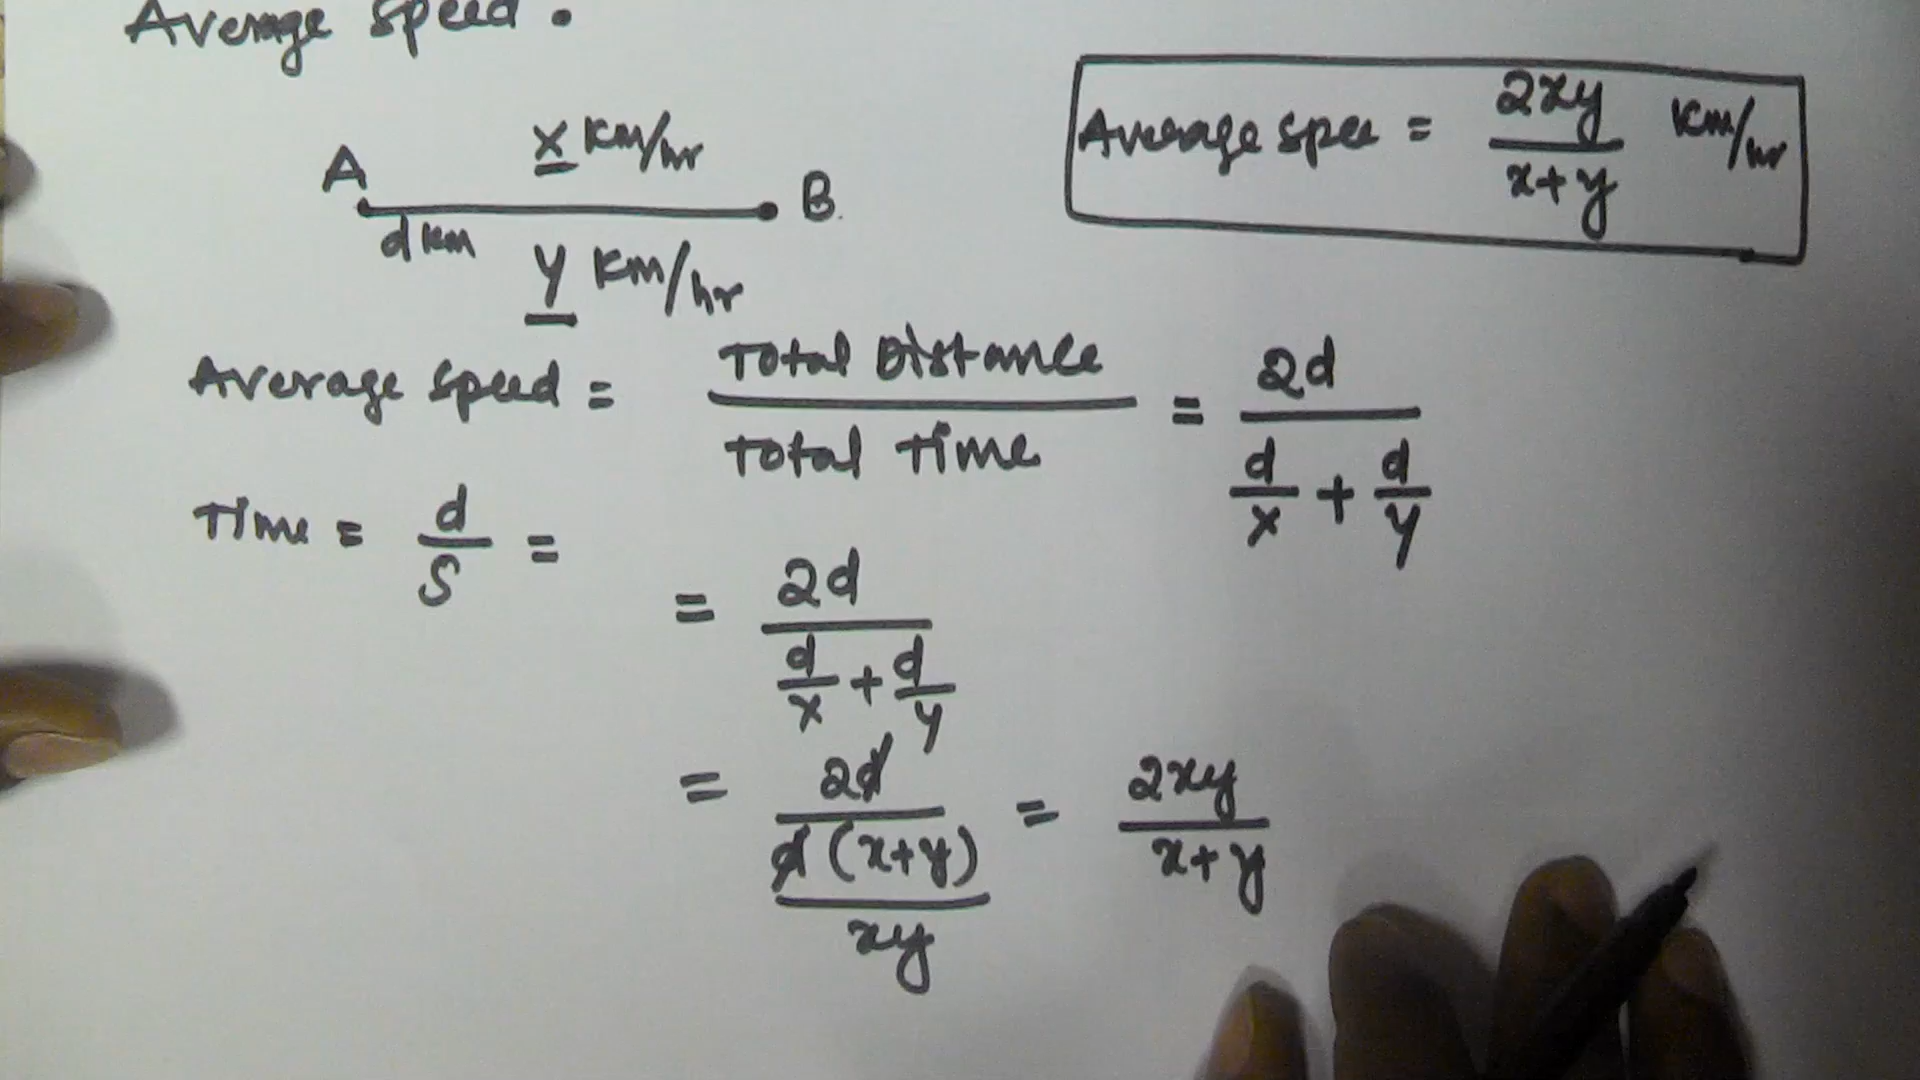 Average speed.
A x km/hr B.
d km
y km/hr
Average spee = 2xy / x+y km/hr
Average speed = Total Distance / Total Time = 2d / (d/x + d/y)
Time = d/S =
= 2d / (d/x + d/y)
= 2d / (d(x+y) / xy) = 2xy / x+y